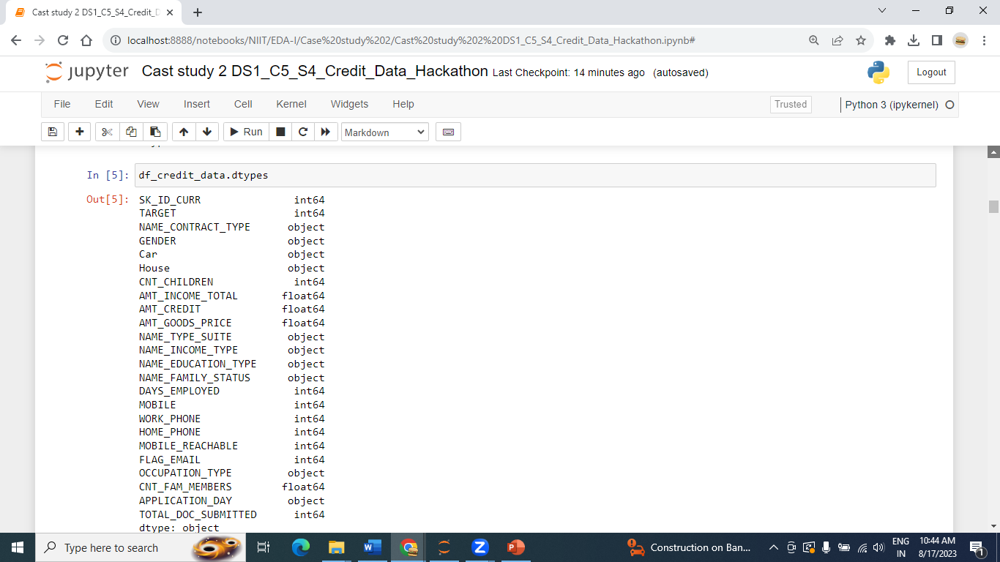 Cast study 2 DS1_C5_S4_Credit_D
localhost:8888/notebooks/NIIT/EDA-I/Case%20study%202/Cast%20study%202%20DS1_C5_S4_Credit_Data_Hackathon.ipynb#
jupyter Cast study 2 DS1_C5_S4_Credit_Data_Hackathon Last Checkpoint: 14 minutes ago (autosaved)
Logout
File Edit View Insert Cell Kernel Widgets Help Trusted Python 3 (ipykernel)
Run Markdown
In [5]: df_credit_data.dtypes
Out[5]: SK_ID_CURR int64
TARGET int64
NAME_CONTRACT_TYPE object
GENDER object
Car object
House object
CNT_CHILDREN int64
AMT_INCOME_TOTAL float64
AMT_CREDIT float64
AMT_GOODS_PRICE float64
NAME_TYPE_SUITE object
NAME_INCOME_TYPE object
NAME_EDUCATION_TYPE object
NAME_FAMILY_STATUS object
DAYS_EMPLOYED int64
MOBILE int64
WORK_PHONE int64
HOME_PHONE int64
MOBILE_REACHABLE int64
FLAG_EMAIL int64
OCCUPATION_TYPE object
CNT_FAM_MEMBERS float64
APPLICATION_DAY object
TOTAL_DOC_SUBMITTED int64
dtype: object
Type here to search
Construction on Ban...
ENG
IN
10:44 AM
8/17/2023
1